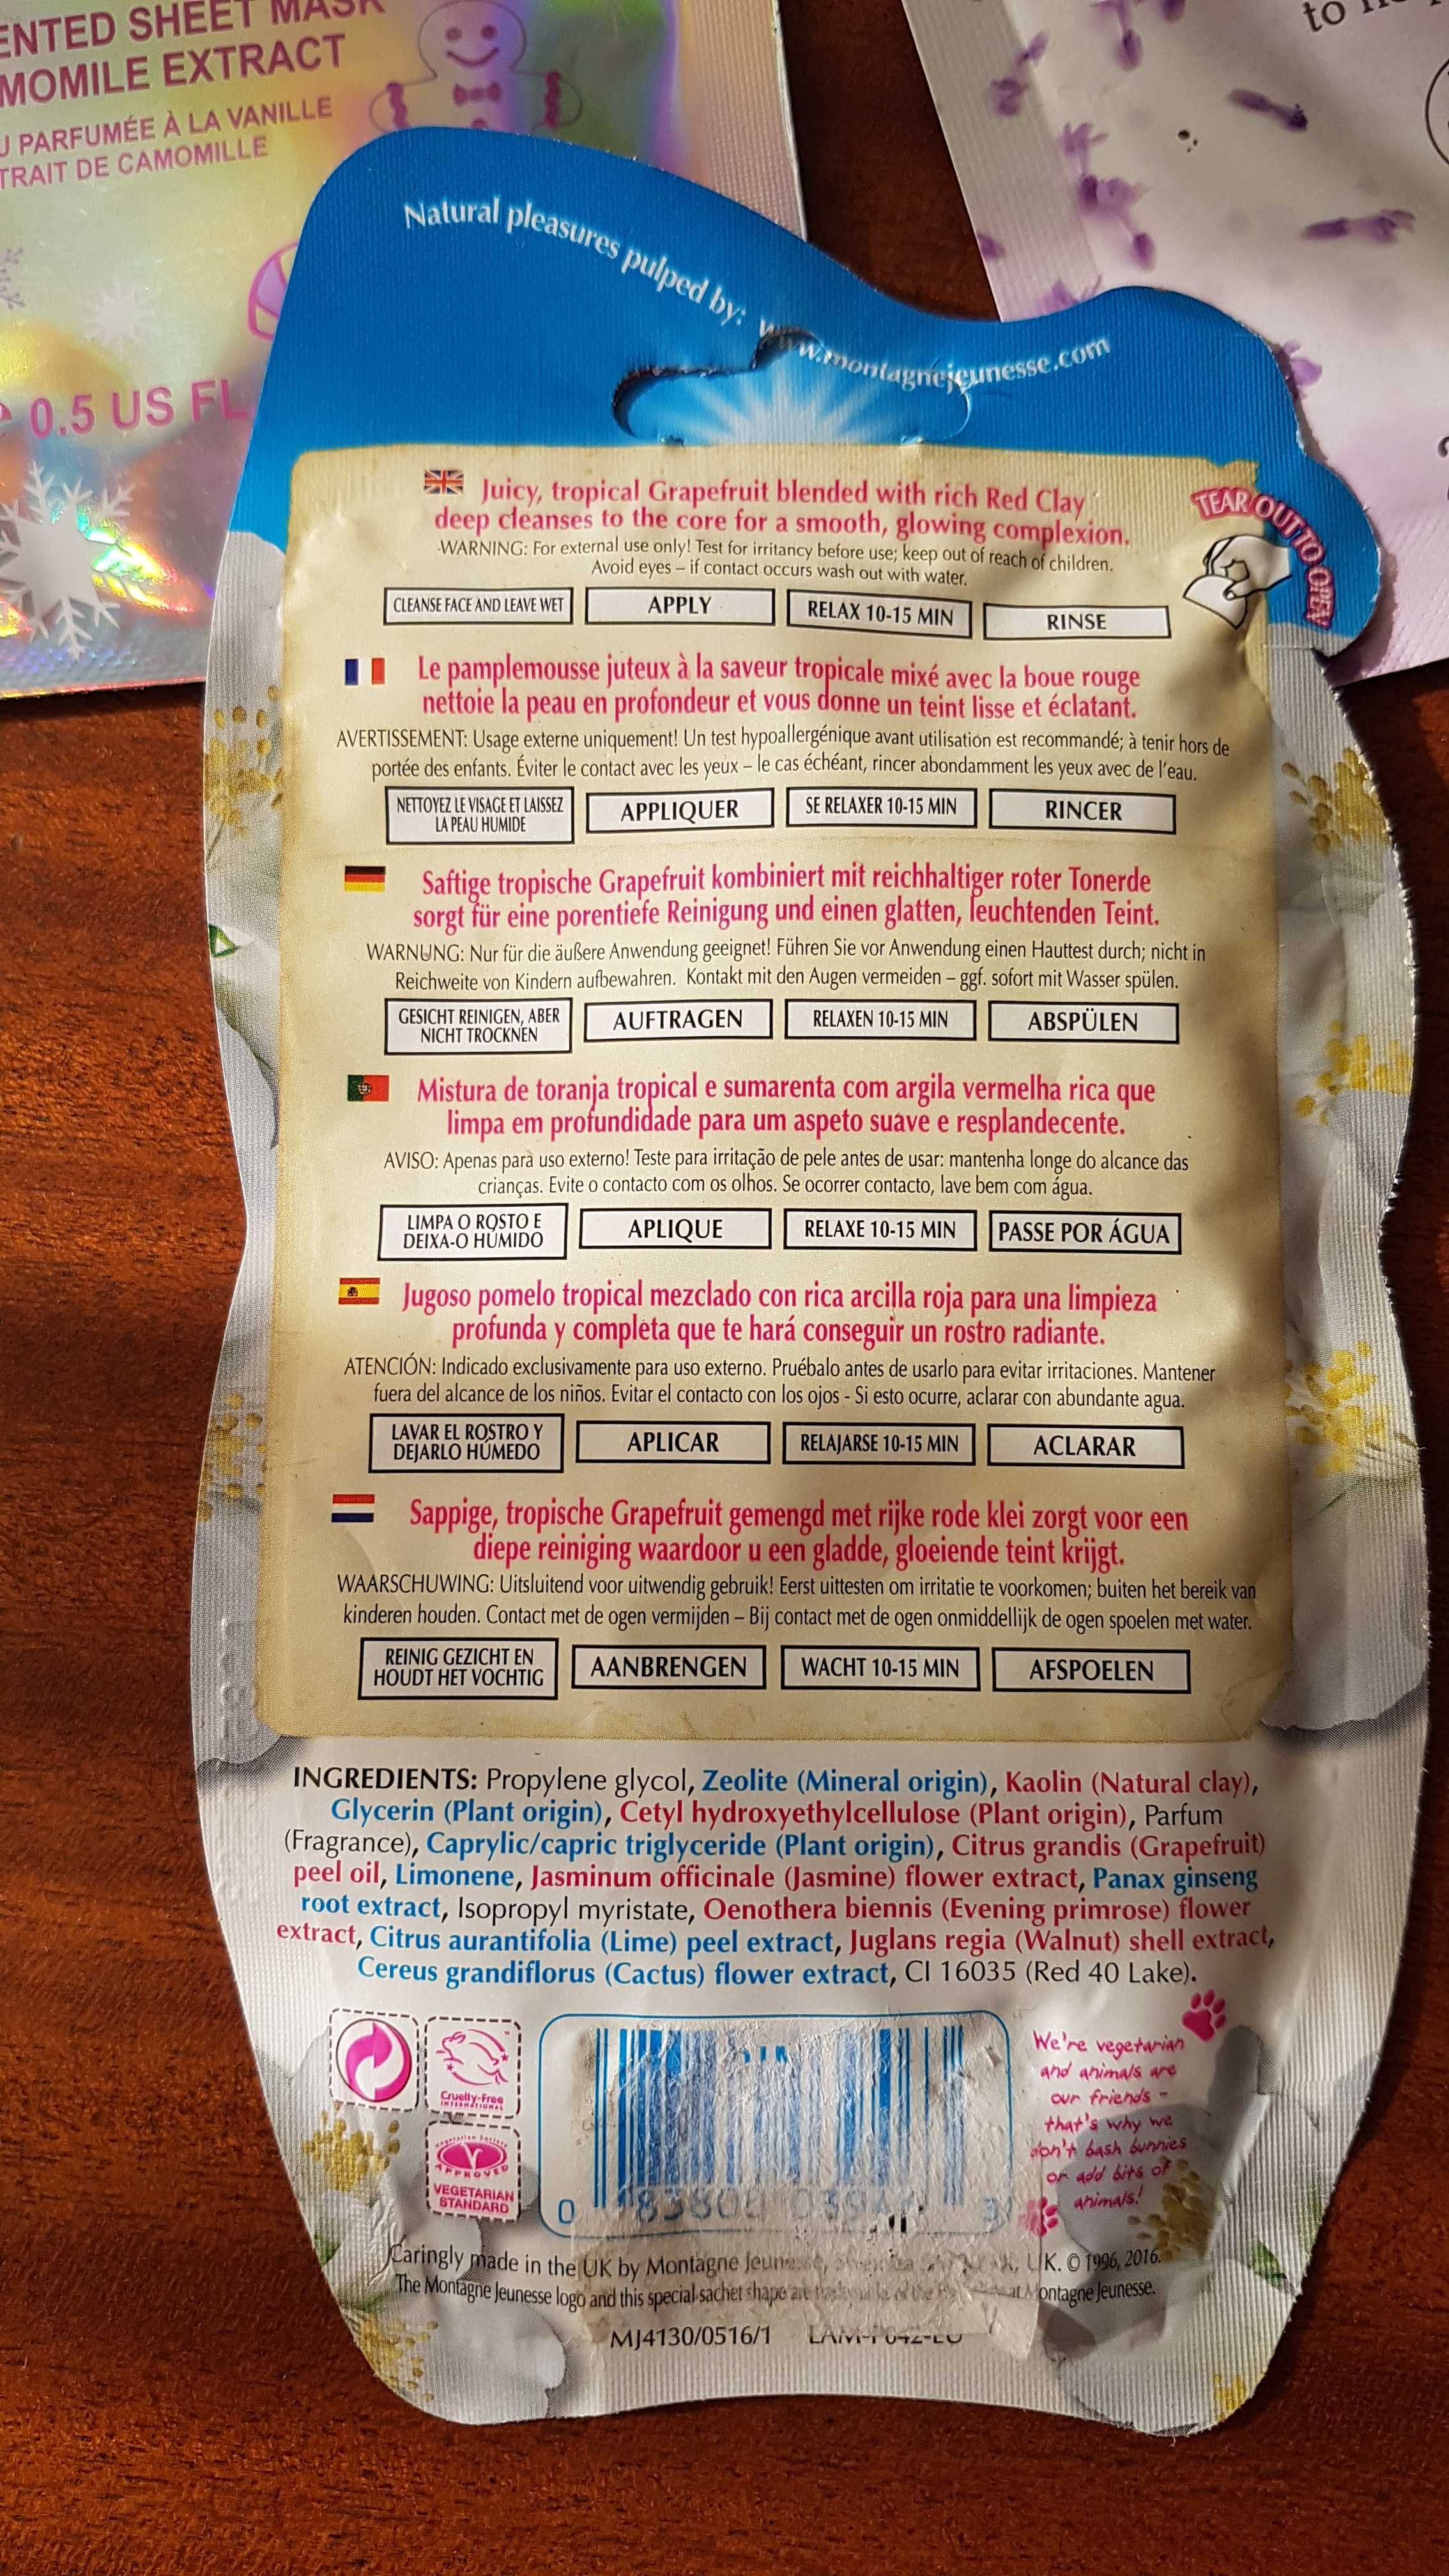 ENTED SHEET MASK
MOMILE EXTRACT
U PARFUMÉE À LA VANILLE
TRAIT DE CAMOMILLE
0.5 US FL
to
Natural pleasures pulped by: www.montagnejeunesse.com
TEAR OUT TO OPEN
Juicy, tropical Grapefruit blended with rich Red Clay
deep cleanses to the core for a smooth, glowing complexion.
WARNING: For external use only! Test for irritancy before use; keep out of reach of children.
Avoid eyes – if contact occurs wash out with water.
CLEANSE FACE AND LEAVE WET APPLY RELAX 10-15 MIN RINSE
Le pamplemousse juteux à la saveur tropicale mixé avec la boue rouge
nettoie la peau en profondeur et vous donne un teint lisse et éclatant.
AVERTISSEMENT: Usage externe uniquement! Un test hypoallergénique avant utilisation est recommandé; à tenir hors de
portée des enfants. Éviter le contact avec les yeux – le cas échéant, rincer abondamment les yeux avec de l'eau.
NETTOYEZ LE VISAGE ET LAISSEZ
LA PEAU HUMIDE
APPLIQUER SE RELAXER 10-15 MIN RINCER
Saftige tropische Grapefruit kombiniert mit reichhaltiger roter Tonerde
sorgt für eine porentiefe Reinigung und einen glatten, leuchtenden Teint.
WARNUNG: Nur für die äußere Anwendung geeignet! Führen Sie vor Anwendung einen Hauttest durch; nicht in
Reichweite von Kindern aufbewahren. Kontakt mit den Augen vermeiden – ggf. sofort mit Wasser spülen.
GESICHT REINIGEN, ABER
NICHT TROCKNEN
AUFTRAGEN RELAXEN 10-15 MIN ABSPÜLEN
Mistura de toranja tropical e sumarenta com argila vermelha rica que
limpa em profundidade para um aspeto suave e resplandecente.
AVISO: Apenas para uso externo! Teste para irritação de pele antes de usar: mantenha longe do alcance das
crianças. Evite o contacto com os olhos. Se ocorrer contacto, lave bem com água.
LIMPA O ROSTO E
DEIXA-O HÚMIDO
APLIQUE RELAXE 10-15 MIN PASSE POR ÁGUA
Jugoso pomelo tropical mezclado con rica arcilla roja para una limpieza
profunda y completa que te hará conseguir un rostro radiante.
ATENCIÓN: Indicado exclusivamente para uso externo. Pruébalo antes de usarlo para evitar irritaciones. Mantener
fuera del alcance de los niños. Evitar el contacto con los ojos - Si esto ocurre, aclarar con abundante agua.
LAVAR EL ROSTRO Y
DEJARLO HÚMEDO
APLICAR RELAJARSE 10-15 MIN ACLARAR
Sappige, tropische Grapefruit gemengd met rijke rode klei zorgt voor een
diepe reiniging waardoor u een gladde, gloeiende teint krijgt.
WAARSCHUWING: Uitsluitend voor uitwendig gebruik! Eerst uittesten om irritatie te voorkomen; buiten het bereik van
kinderen houden. Contact met de ogen vermijden – Bij contact met de ogen onmiddellijk de ogen spoelen met water.
REINIG GEZICHT EN
HOUDT HET VOCHTIG
AANBRENGEN WACHT 10-15 MIN AFSPOELEN
INGREDIENTS: Propylene glycol, Zeolite (Mineral origin), Kaolin (Natural clay),
Glycerin (Plant origin), Cetyl hydroxyethylcellulose (Plant origin), Parfum
(Fragrance), Caprylic/capric triglyceride (Plant origin), Citrus grandis (Grapefruit)
peel oil, Limonene, Jasminum officinale (Jasmine) flower extract, Panax ginseng
root extract, Isopropyl myristate, Oenothera biennis (Evening primrose) flower
extract, Citrus aurantifolia (Lime) peel extract, Juglans regia (Walnut) shell extract,
Cereus grandiflorus (Cactus) flower extract, CI 16035 (Red 40 Lake).
Cruelty-Free
INTERNATIONAL
Vegetarian Society
APPROVED
VEGETARIAN
STANDARD
0 3
We're vegetarian
and animals are
our friends -
that's why we
don't bash bunnies
or add bits of
animals!
Caringly made in the UK by Montagne Jeunesse, UK. © 1996, 2016.
The Montagne Jeunesse logo and this special sachet shape are Montagne Jeunesse.
MJ4130/0516/1